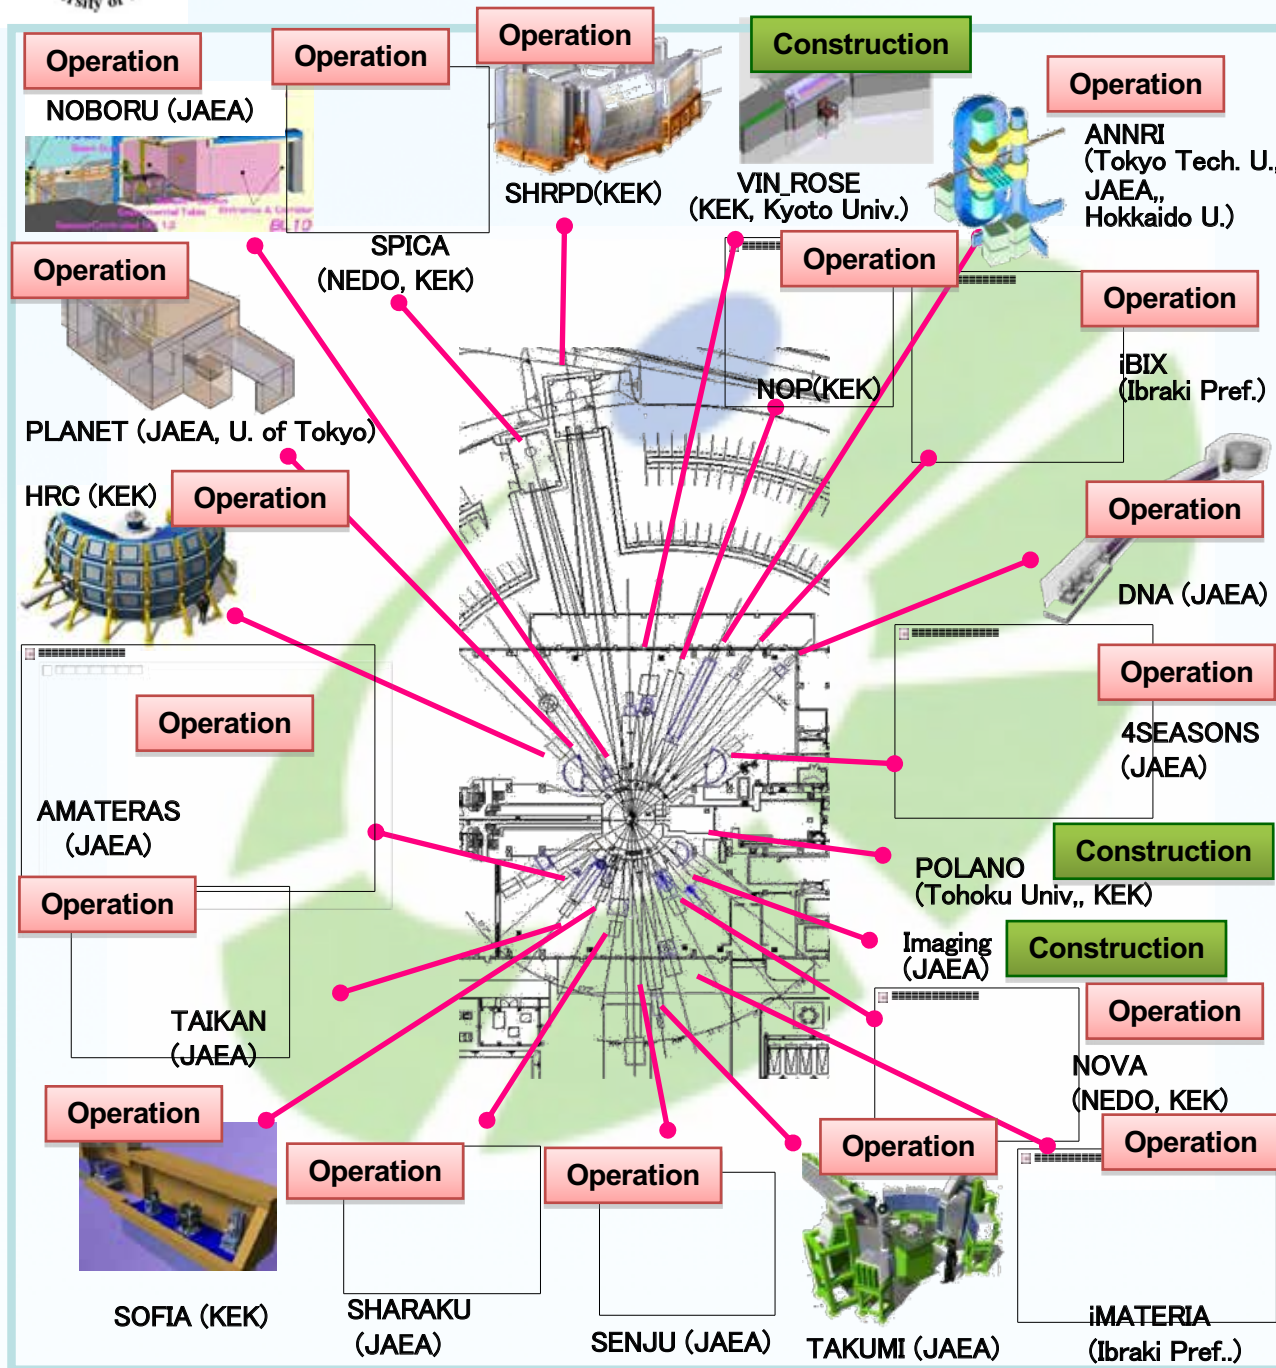 Operation
NOBORU (JAEA)
BL10
Operation
SPICA
(NEDO, KEK)
Operation
SHRPD(KEK)
Construction
VIN_ROSE
(KEK, Kyoto Univ.)
Operation
ANNRI
(Tokyo Tech. U.,
JAEA,,
Hokkaido U.)
Operation
PLANET (JAEA, U. of Tokyo)
Operation
NOP(KEK)
Operation
iBIX
(Ibraki Pref.)
HRC (KEK)
Operation
Operation
DNA (JAEA)
Operation
AMATERAS
(JAEA)
Operation
4SEASONS
(JAEA)
Construction
POLANO
(Tohoku Univ,, KEK)
Operation
TAIKAN
(JAEA)
Imaging
(JAEA)
Construction
Operation
NOVA
(NEDO, KEK)
Operation
SOFIA (KEK)
Operation
SHARAKU
(JAEA)
Operation
SENJU (JAEA)
Operation
TAKUMI (JAEA)
Operation
iMATERIA
(Ibraki Pref..)